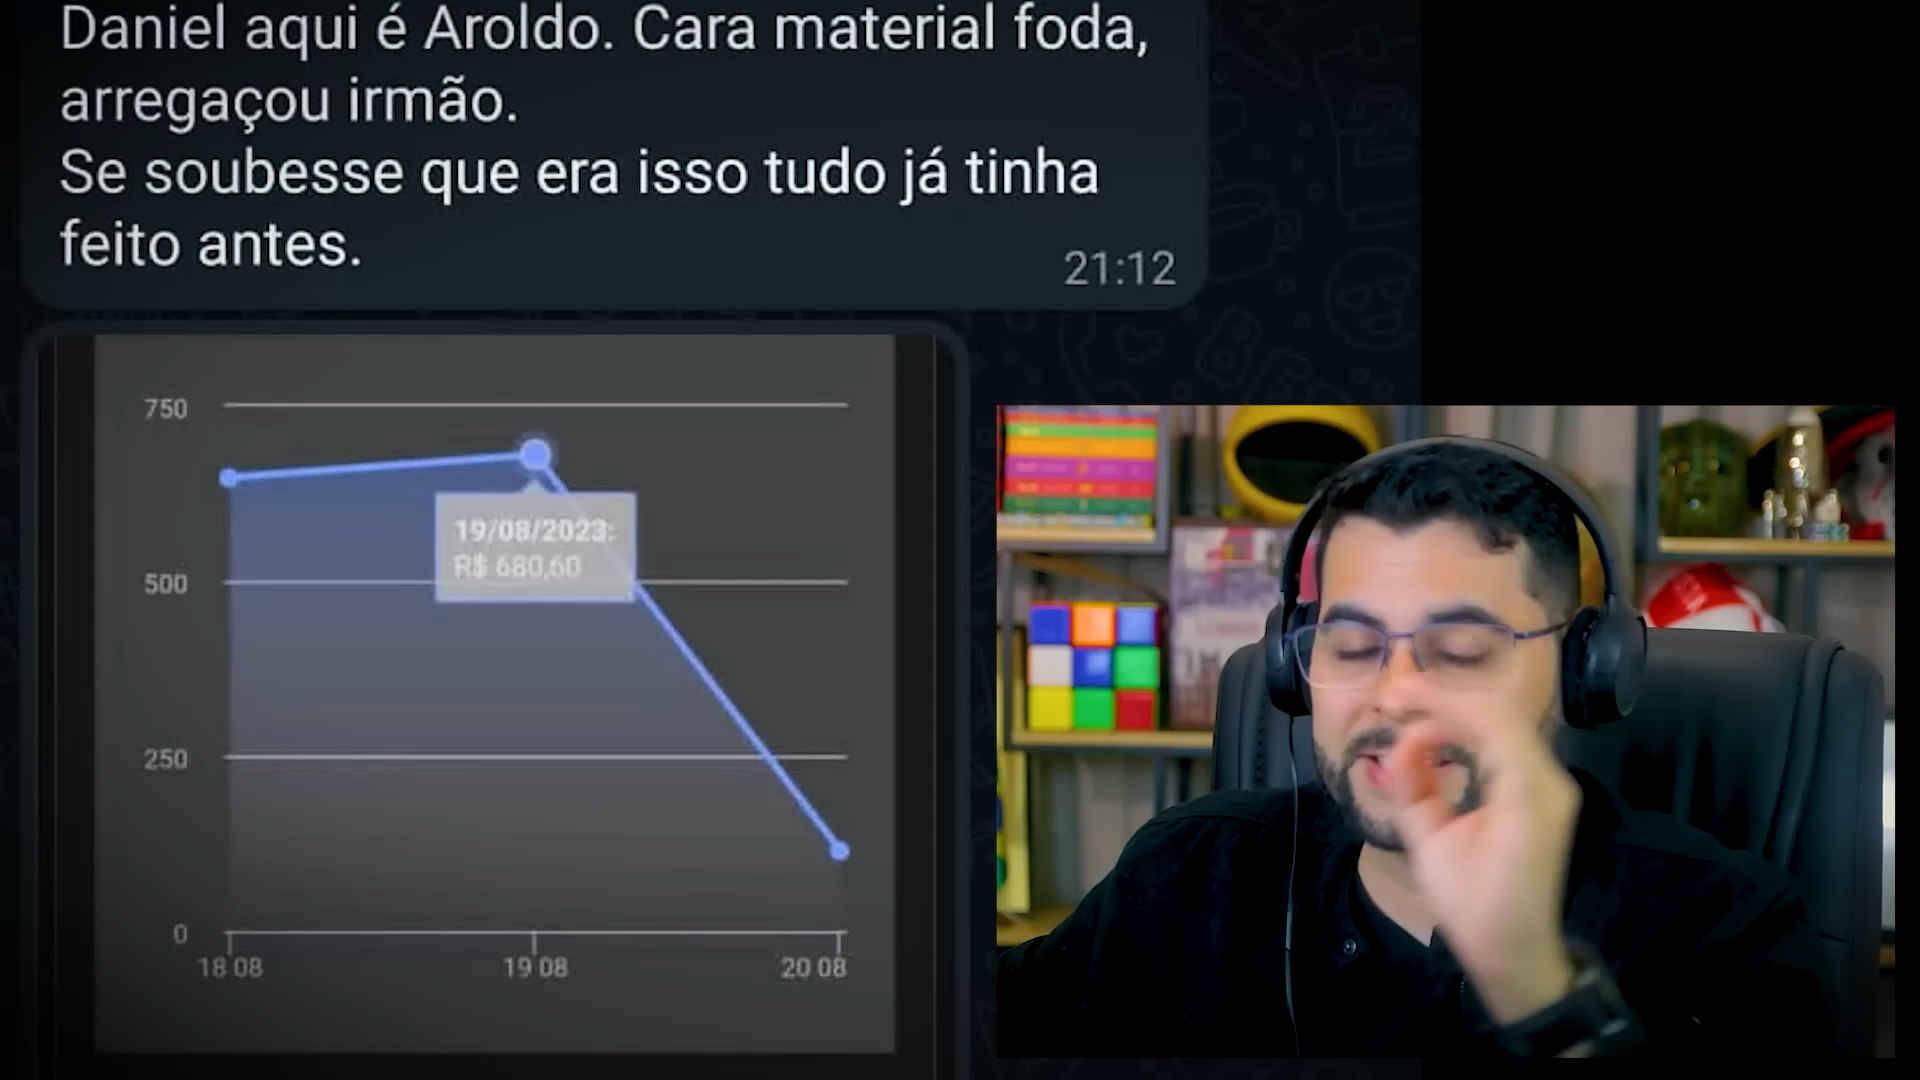 Daniel aqui é Aroldo. Cara material foda,
arregaçou irmão.
Se soubesse que era isso tudo já tinha
feito antes.
21:12
750
500
250
0
19/08/2023:
R$ 680,60
18 08
19 08
20 08